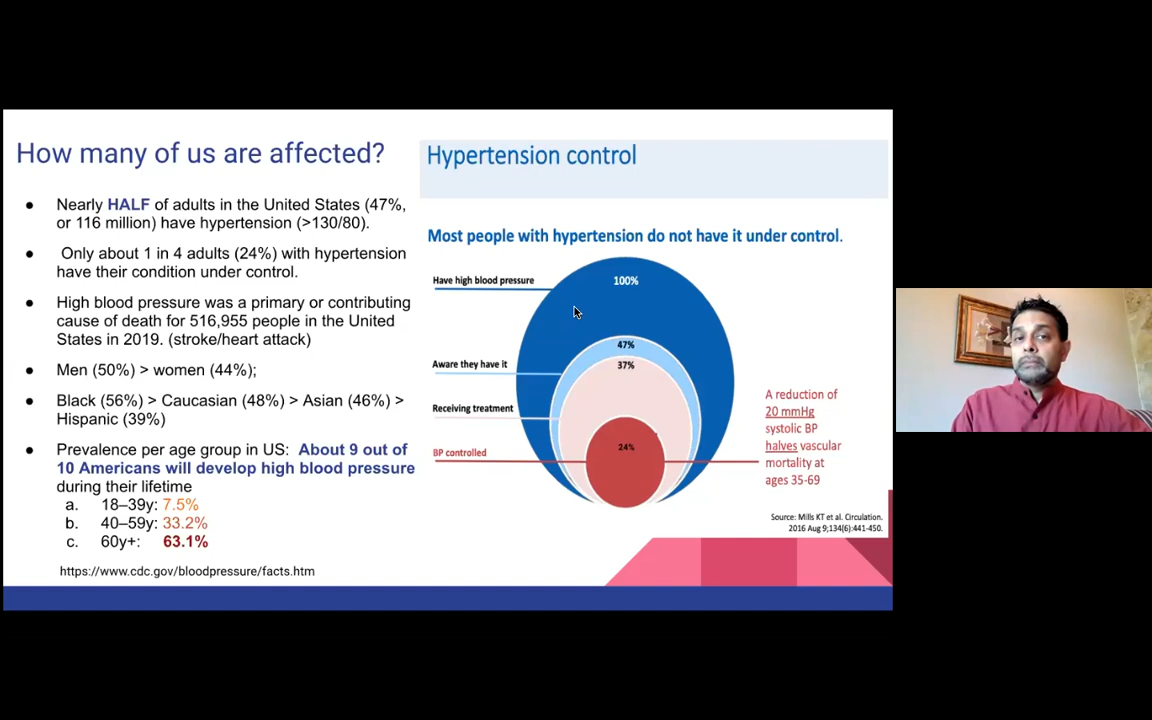 How many of us are affected?
● Nearly HALF of adults in the United States (47%,
or 116 million) have hypertension (>130/80).
● Only about 1 in 4 adults (24%) with hypertension
have their condition under control.
● High blood pressure was a primary or contributing
cause of death for 516,955 people in the United
States in 2019. (stroke/heart attack)
● Men (50%) > women (44%);
● Black (56%) > Caucasian (48%) > Asian (46%) >
Hispanic (39%)
● Prevalence per age group in US: About 9 out of
10 Americans will develop high blood pressure
during their lifetime
a. 18–39y: 7.5%
b. 40–59y: 33.2%
c. 60y+: 63.1%
https://www.cdc.gov/bloodpressure/facts.htm
Hypertension control
Most people with hypertension do not have it under control.
Have high blood pressure
100%
Aware they have it
47%
37%
Receiving treatment
BP controlled
24%
A reduction of
20 mmHg
systolic BP
halves vascular
mortality at
ages 35-69
Source: Mills KT et al. Circulation.
2016 Aug 9;134(6):441-450.